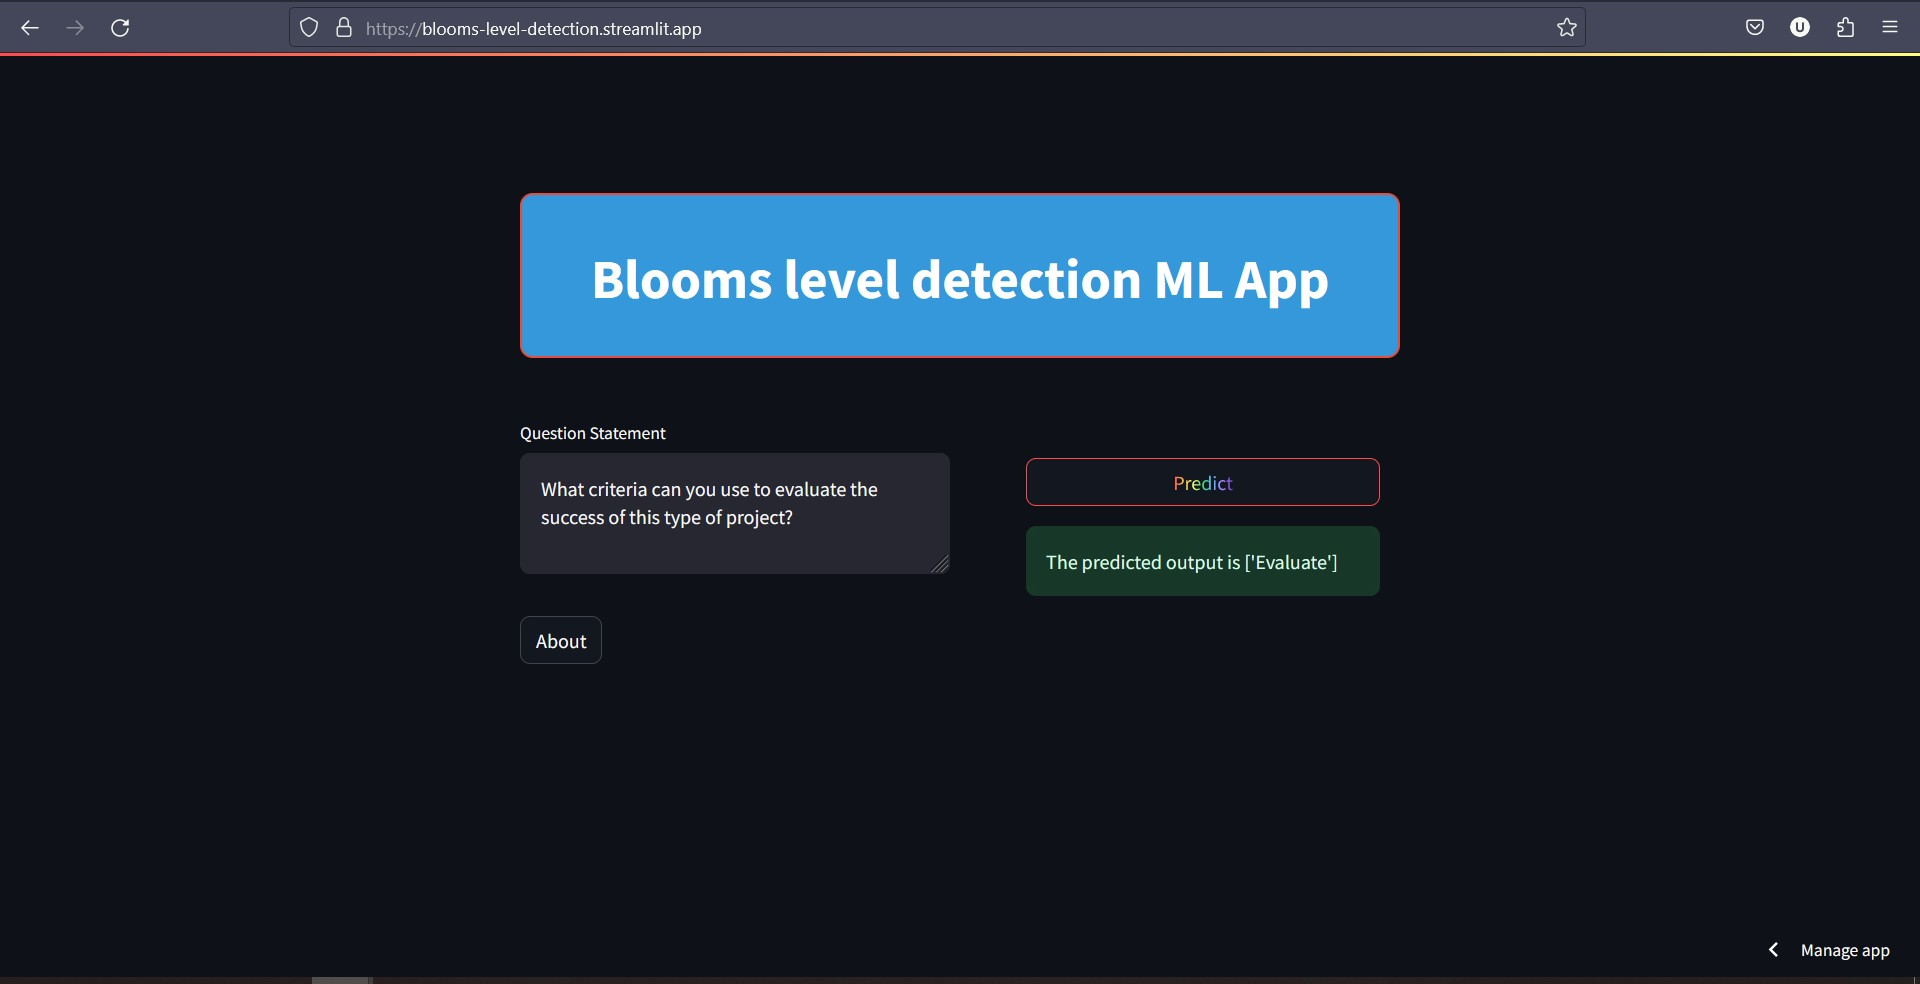 https://blooms-level-detection.streamlit.app
U
Blooms level detection ML App
Question Statement
What criteria can you use to evaluate the
success of this type of project?
Predict
The predicted output is ['Evaluate']
About
Manage app